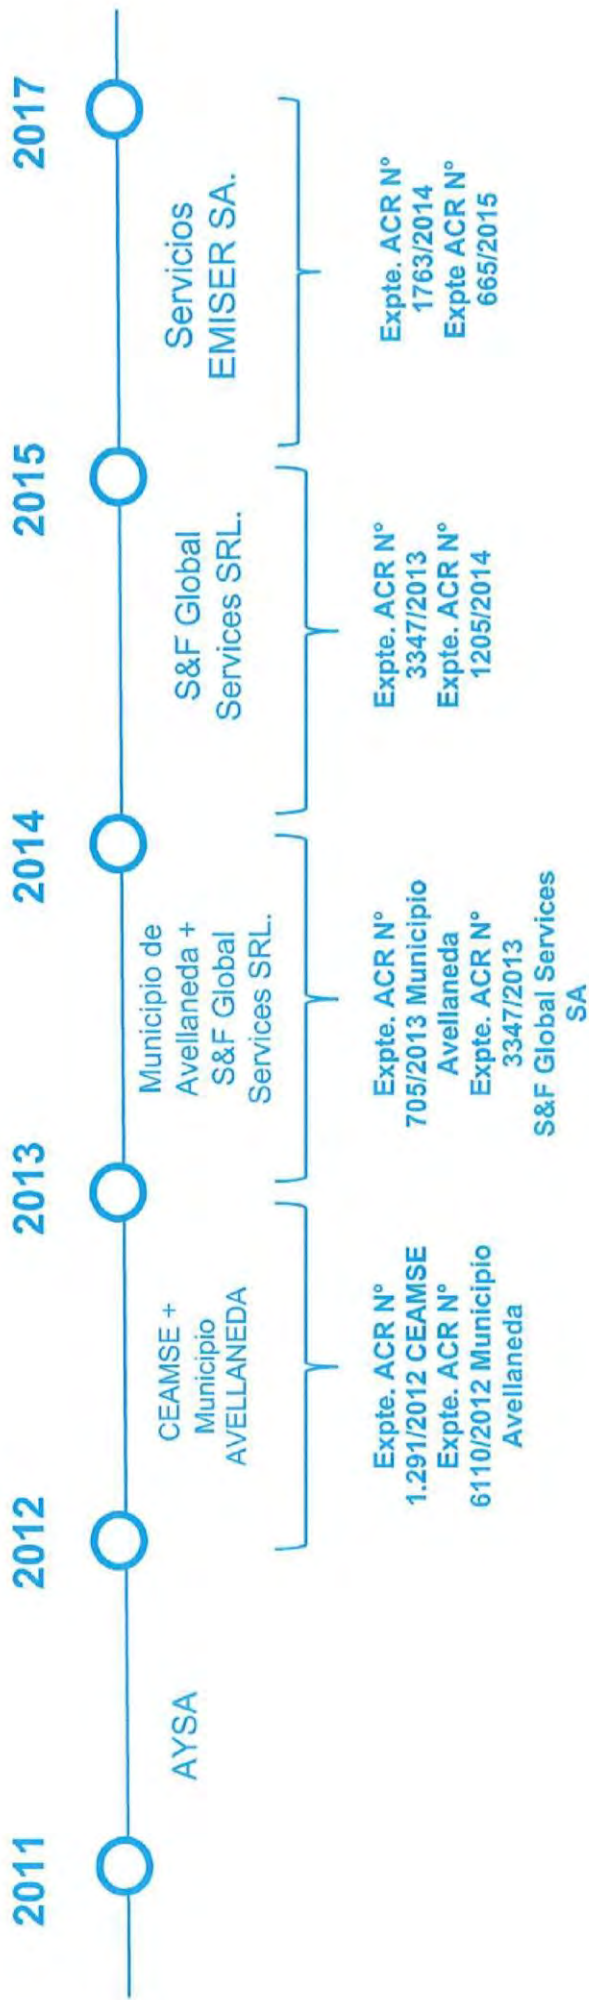 2011
2012
2013
2014
2015
2017
AYSA
CEAMSE +
Municipio
AVELLANEDA
Municipio de
Avellaneda +
S&F Global
Services SRL.
S&F Global
Services SRL.
Servicios
EMISER SA.
Expte. ACR N°
1.291/2012 CEAMSE
Expte. ACR N°
6110/2012 Municipio
Avellaneda
Expte. ACR N°
705/2013 Municipio
Avellaneda
Expte. ACR N°
3347/2013
S&F Global Services
SA
Expte. ACR N°
3347/2013
Expte. ACR N°
1205/2014
Expte. ACR N°
1763/2014
Expte ACR N°
665/2015